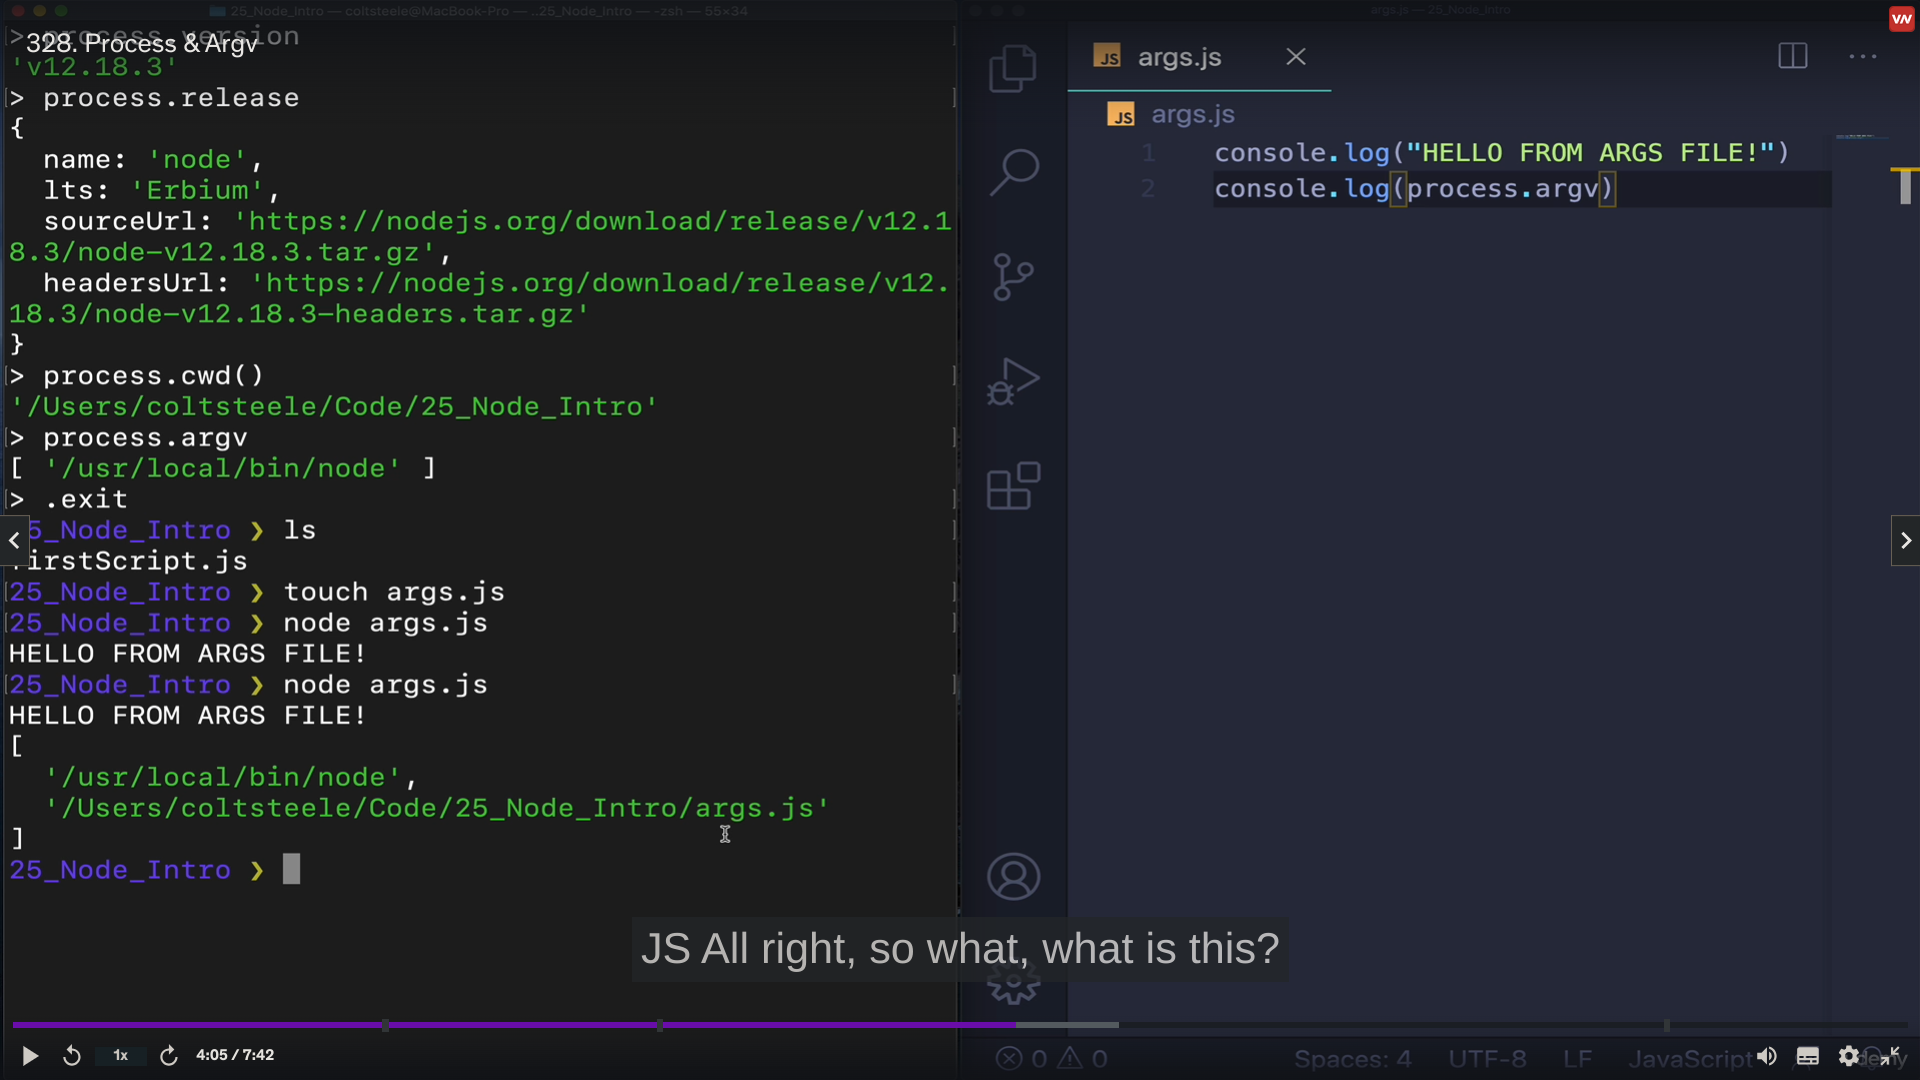 25_Node_Intro — coltsteele@MacBook-Pro — ..25_Node_Intro — -zsh — 55×34
> process.version
328. Process & Argv
'v12.18.3'
> process.release
{
name: 'node',
lts: 'Erbium',
sourceUrl: 'https://nodejs.org/download/release/v12.1
8.3/node-v12.18.3.tar.gz',
headersUrl: 'https://nodejs.org/download/release/v12.
18.3/node-v12.18.3-headers.tar.gz'
}
> process.cwd()
'/Users/coltsteele/Code/25_Node_Intro'
> process.argv
[ '/usr/local/bin/node' ]
> .exit
5_Node_Intro ❯ ls
irstScript.js
25_Node_Intro ❯ touch args.js
25_Node_Intro ❯ node args.js
HELLO FROM ARGS FILE!
25_Node_Intro ❯ node args.js
HELLO FROM ARGS FILE!
[
'/usr/local/bin/node',
'/Users/coltsteele/Code/25_Node_Intro/args.js'
]
25_Node_Intro ❯
args.js — 25_Node_Intro
JS args.js
JS args.js
1 console.log("HELLO FROM ARGS FILE!")
2 console.log(process.argv)
JS All right, so what, what is this?
1x 4:05 / 7:42
0 0 Spaces: 4 UTF-8 LF JavaScript